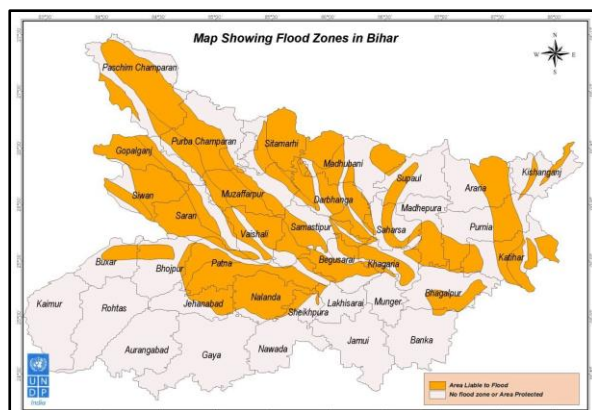 Map Showing Flood Zones in Bihar
N
W E
S
Paschim Champaran
Purba Champaran
Sitamarhi
Gopalganj
Madhubani
Kishanganj
Supaul
Araria
Siwan
Muzaffarpur
Darbhanga
Madhepura
Saran
Purnia
Vaishali
Samastipur
Saharsa
Katihar
Buxar
Patna
Begusarai
Khagaria
Bhojpur
Bhagalpur
Kaimur
Rohtas
Jehanabad
Nalanda
Lakhisarai
Munger
Sheikhpura
Aurangabad
Gaya
Nawada
Jamui
Banka
U N
D P
India
Area Liable to Flood
No flood zone or Area Protected